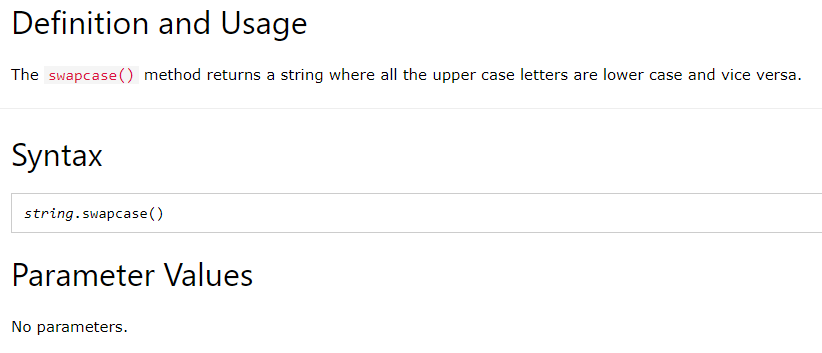 Definition and Usage
The swapcase() method returns a string where all the upper case letters are lower case and vice versa.
Syntax
string.swapcase()
Parameter Values
No parameters.